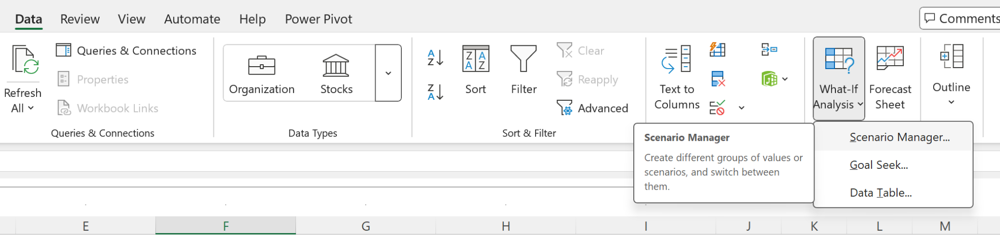 Data Review View Automate Help Power Pivot Comments
Queries & Connections
Properties
Workbook Links
Refresh
All
Queries & Connections
Organization Stocks
Data Types
A
Z
Z
A
Z A
A Z
Sort
Filter
Clear
Reapply
Advanced
Sort & Filter
Text to
Columns
What-If
Analysis
Forecast
Sheet
Outline
Scenario Manager
Create different groups of values or
scenarios, and switch between
them.
Scenario Manager...
Goal Seek...
Data Table...
E F G H I J K L M